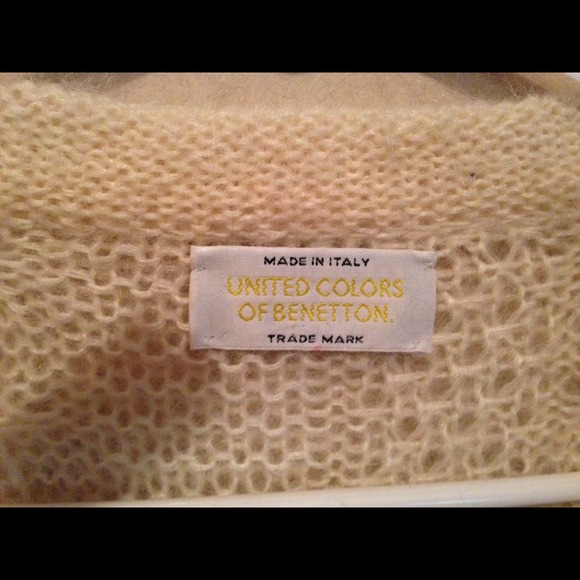 MADE IN ITALY
UNITED COLORS
OF BENETTON.
TRADE MARK